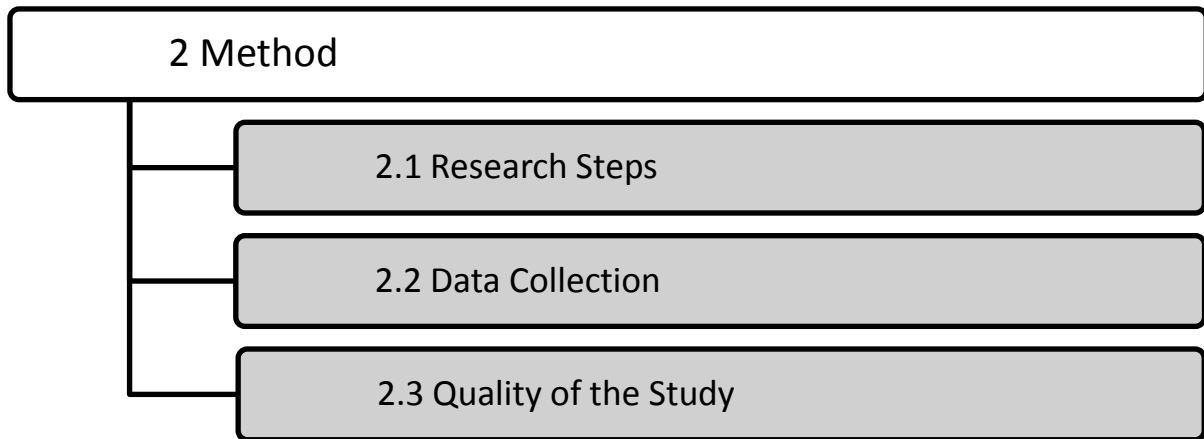 2 Method
2.1 Research Steps
2.2 Data Collection
2.3 Quality of the Study